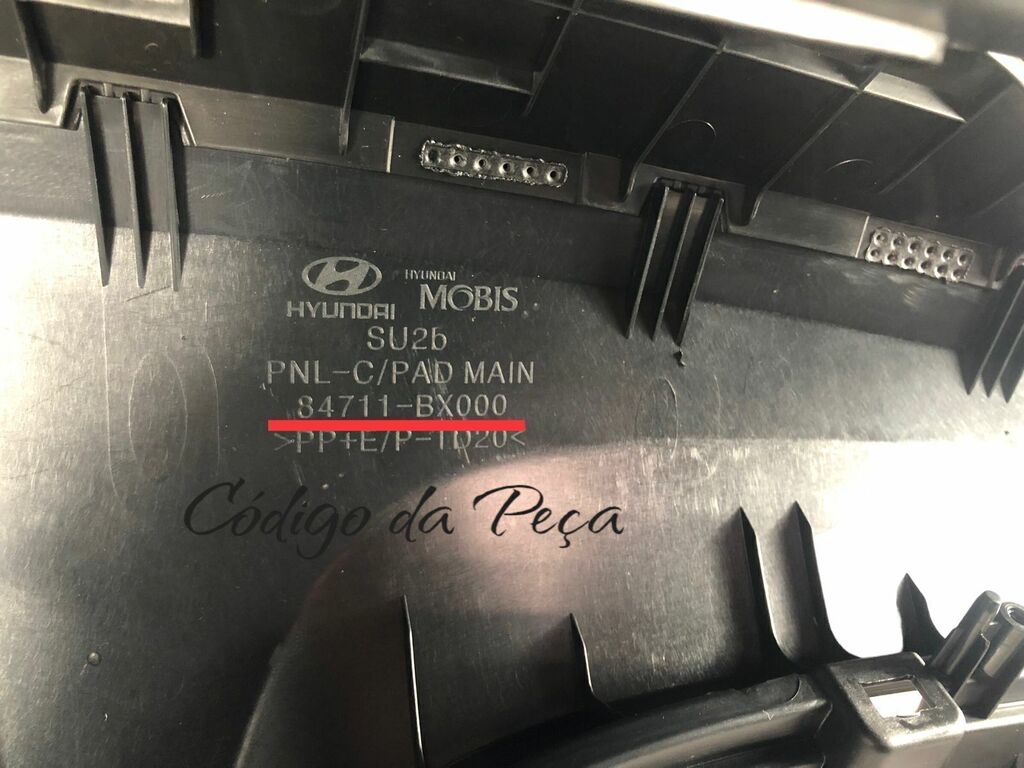 HYUNDAI
HYUNDAI
MOBIS
SU2b
PNL-C/PAD MAIN
84711-BX000
>PP+E/P-TD20<
Código da Peça